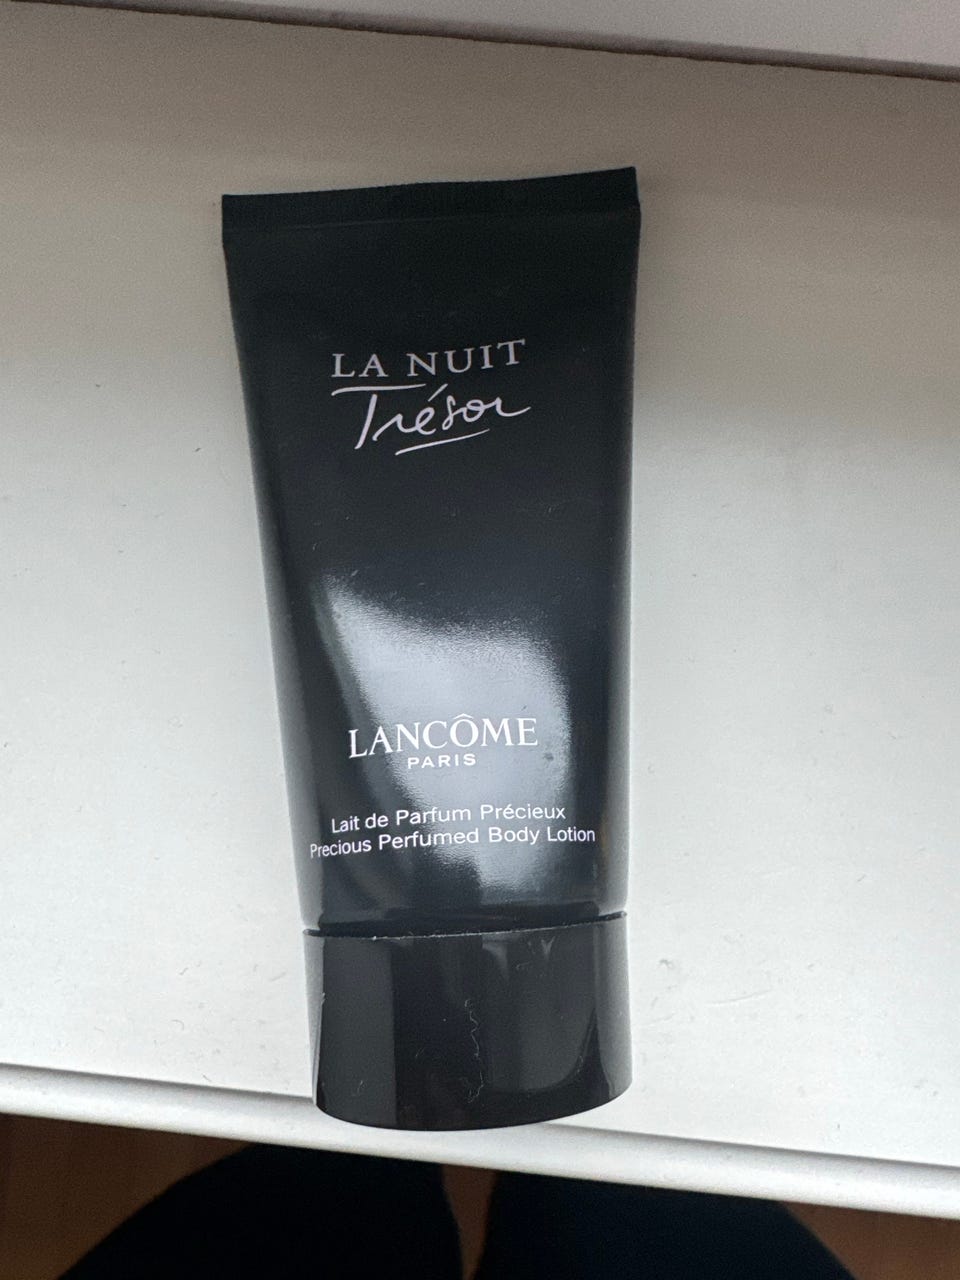 LA NUIT
Trésor
LANCÔME
PARIS
Lait de Parfum Précieux
Precious Perfumed Body Lotion